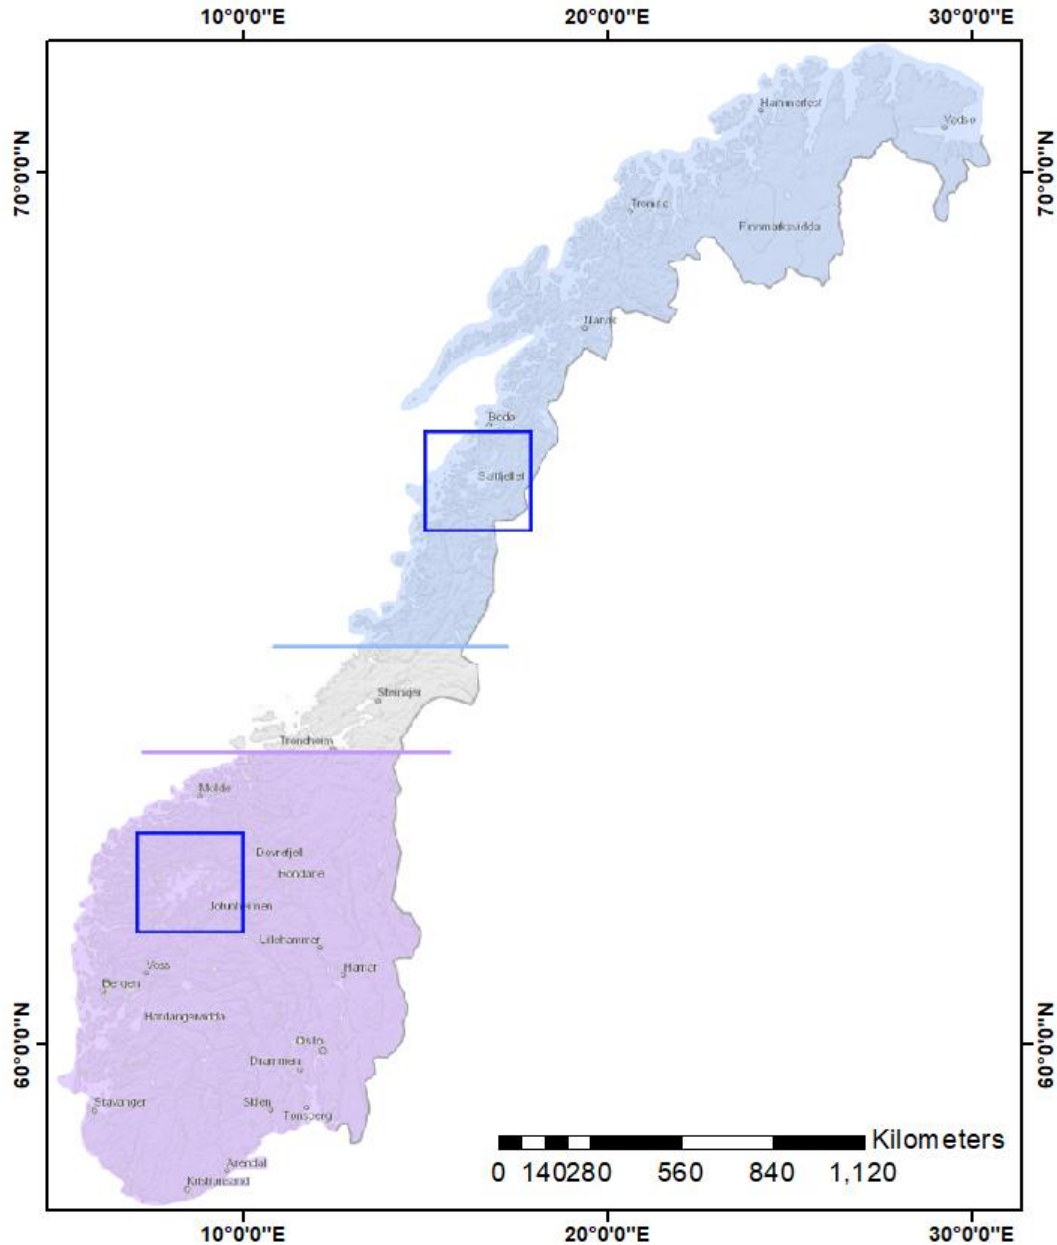 10°0'0"E 20°0'0"E 30°0'0"E
Hammerfest
Vadsø
70°0'0"N 70°0'0"N
Tromsø
Finnmarksvidda
Narvik
Bodø
Saltfjellet
Steinkjer
Trondheim
Molde
Dovrefjell
Rondane
Jotunheimen
Lillehammer
Voss
Hamar
Bergen
Hardangervidda
Oslo
60°0'0"N 60°0'0"N
Drammen
Stavanger
Skien
Tønsberg
Kilometers
0 140 280 560 840 1,120
Arendal
Kristiansand
10°0'0"E 20°0'0"E 30°0'0"E